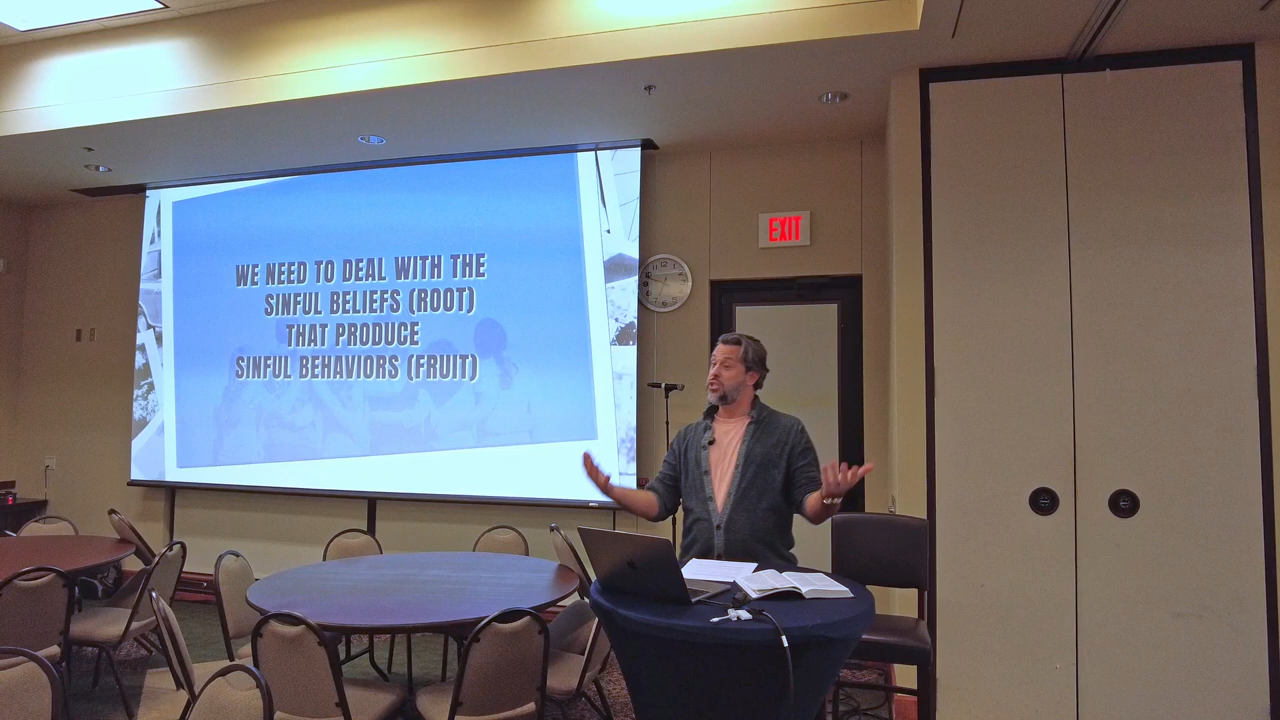 WE NEED TO DEAL WITH THE
SINFUL BELIEFS (ROOT)
THAT PRODUCE
SINFUL BEHAVIORS (FRUIT)
EXIT